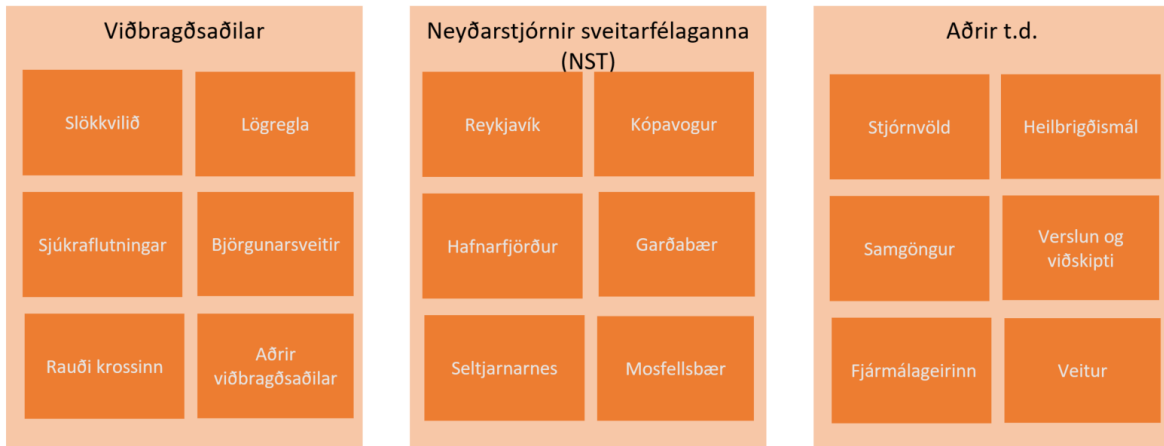 Viðbragðsaðilar
Slökkvilið
Lögregla
Sjúkraflutningar
Björgunarsveitir
Rauði krossinn
Aðrir
viðbragðsaðilar
Neyðarstjórnir sveitarfélaganna
(NST)
Reykjavík
Kópavogur
Hafnarfjörður
Garðabær
Seltjarnarnes
Mosfellsbær
Aðrir t.d.
Stjórnvöld
Heilbrigðismál
Samgöngur
Verslun og
viðskipti
Fjármálageirinn
Veitur